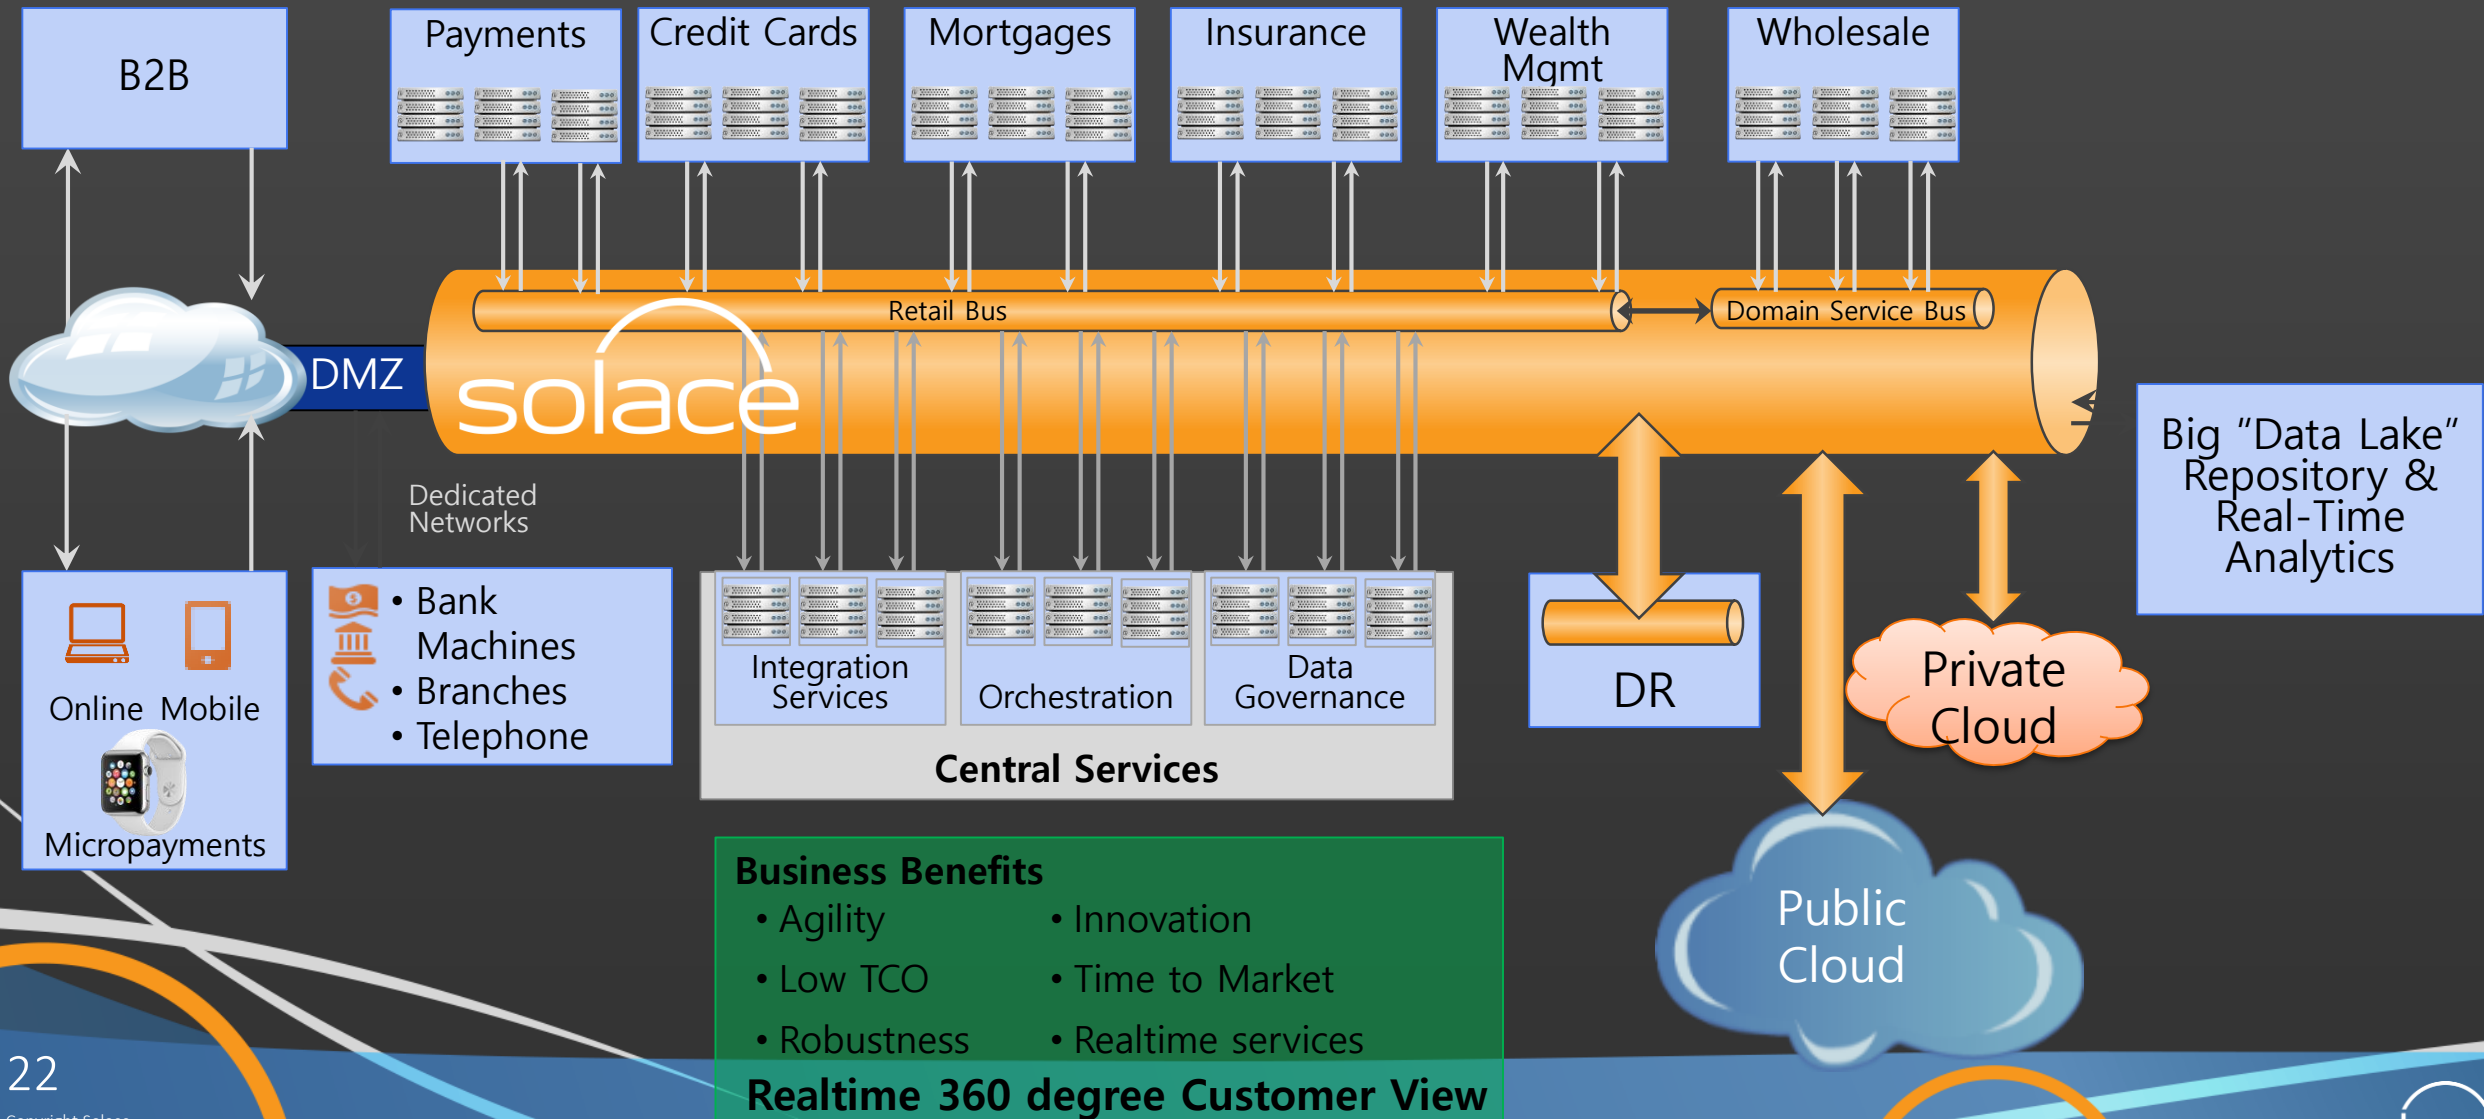 B2B
Payments
Credit Cards
Mortgages
Insurance
Wealth
Mgmt
Wholesale
Retail Bus
Domain Service Bus
DMZ
solace
Big “Data Lake”
Repository &
Real-Time
Analytics
Dedicated
Networks
Online Mobile
Micropayments
• Bank
Machines
• Branches
• Telephone
Integration
Services
Orchestration
Data
Governance
Central Services
DR
Private
Cloud
Public
Cloud
Business Benefits
• Agility
• Innovation
• Low TCO
• Time to Market
• Robustness
• Realtime services
Realtime 360 degree Customer View
22
Copyright Solace